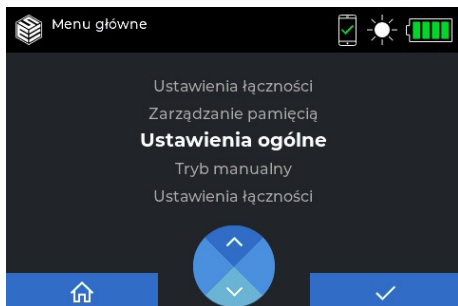 Menu główne
Ustawienia łączności
Zarządzanie pamięcią
Ustawienia ogólne
Tryb manualny
Ustawienia łączności